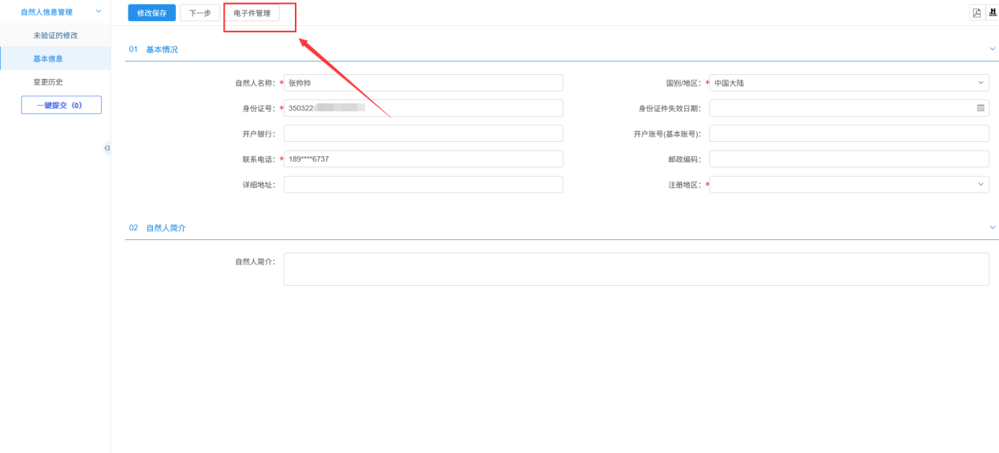 自然人信息管理
未验证的修改
基本信息
变更历史
一键提交（0）
修改保存 下一步 电子件管理
01 基本情况
自然人名称： * 张帅帅 国别/地区： * 中国大陆
身份证号： * 350322 身份证件失效日期：
开户银行： 开户账号(基本账号)：
联系电话： * 189****6737 邮政编码：
详细地址： 注册地区： *
02 自然人简介
自然人简介：